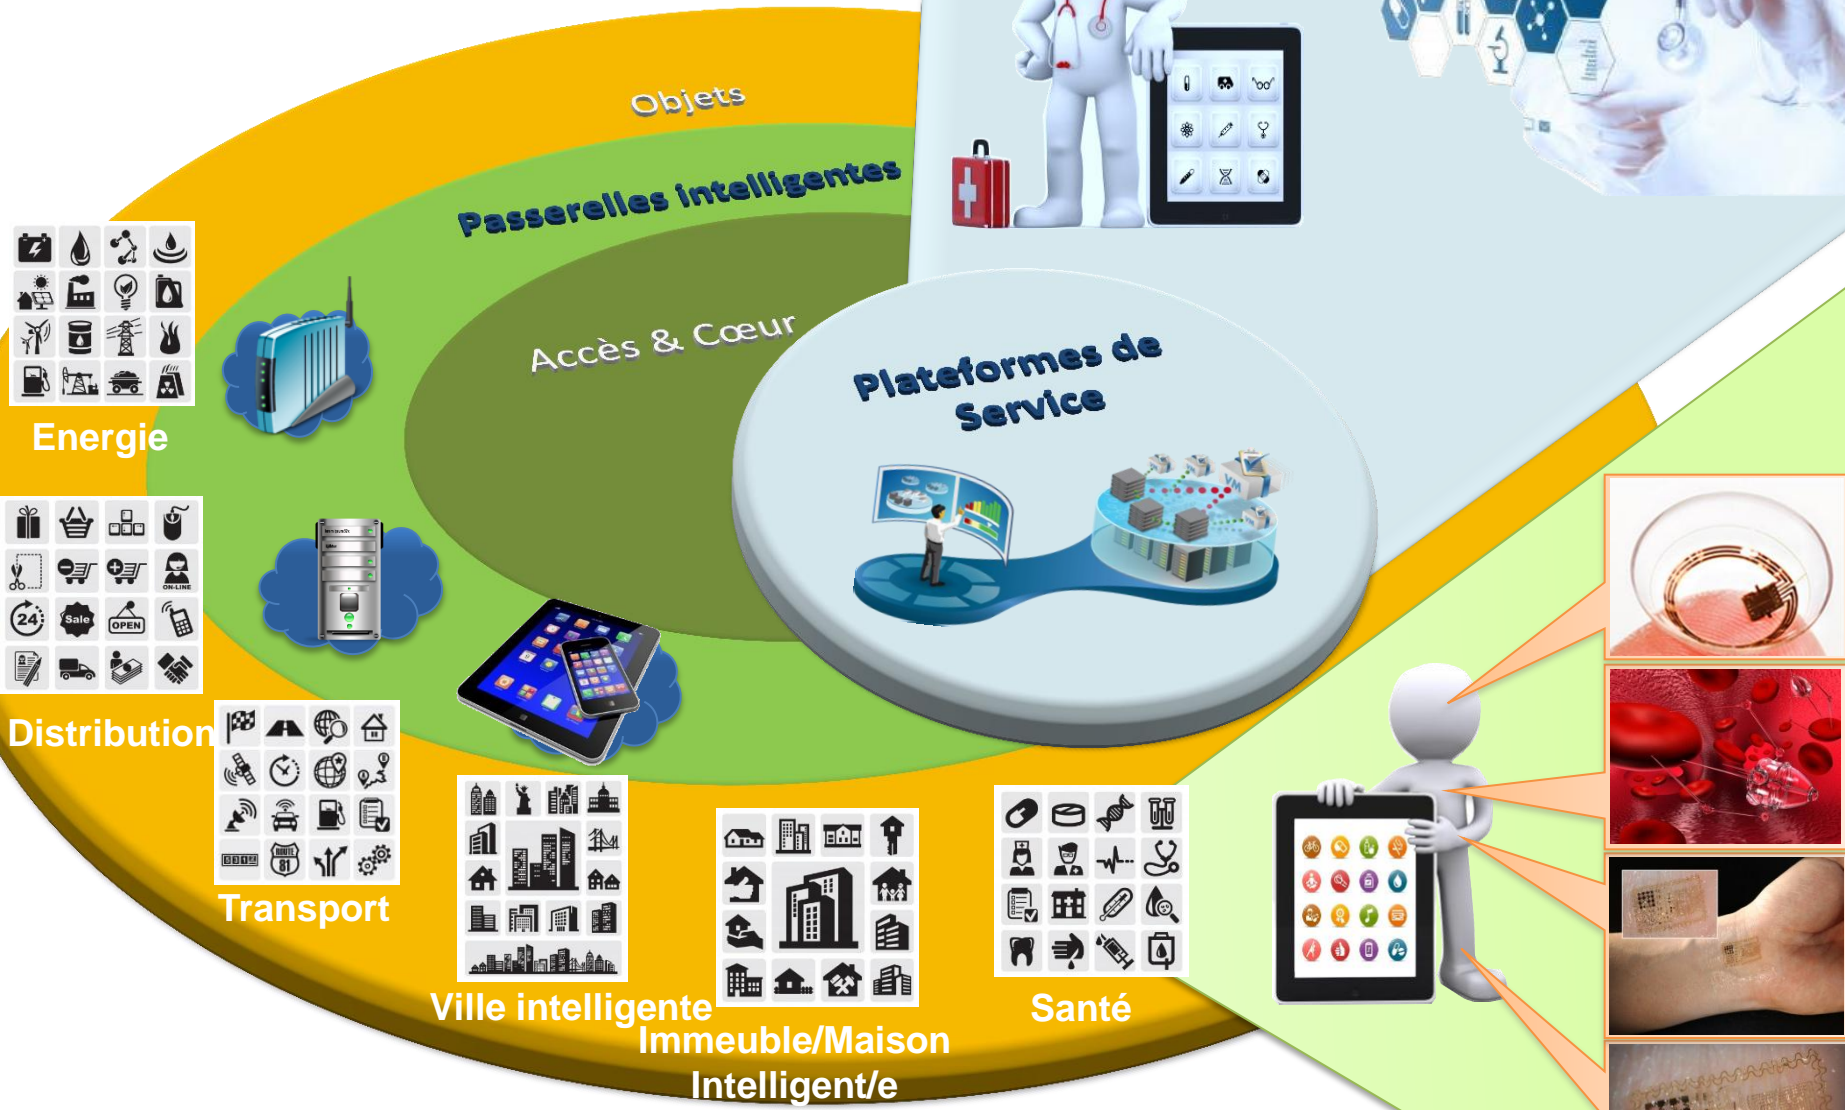 Objets
Passerelles intelligentes
Accès & Cœur
Plateformes de
Service
VM
Energie
ON-LINE
24
Sale
OPEN
Distribution
ROUTE
81
Transport
Ville intelligente
Immeuble/Maison
Intelligent/e
Santé